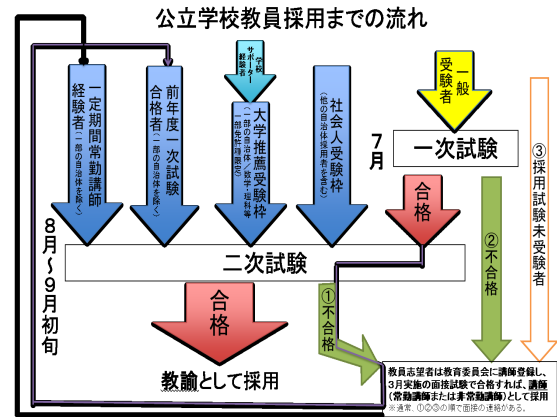 公立学校教員採用までの流れ
一定期間常勤講師
経験者(一部の自治体を除く)
前年度一次試験
合格者(一部の自治体を除く)
学校
サポーター
経験者
大学推薦受験枠
(一部の自治体／数学・理科等
一部免許種限定)
社会人受験枠
(他の自治体採用者を含む)
一般
受験者
7月
一次試験
合格
②不合格
③採用試験未受験者
8月～9月初旬
二次試験
合格
①不合格
教諭として採用
教員志望者は教育委員会に講師登録し、
3月実施の面接試験で合格すれば、講師
(常勤講師または非常勤講師)として採用
※通常、①②③の順で面接の連絡がある。